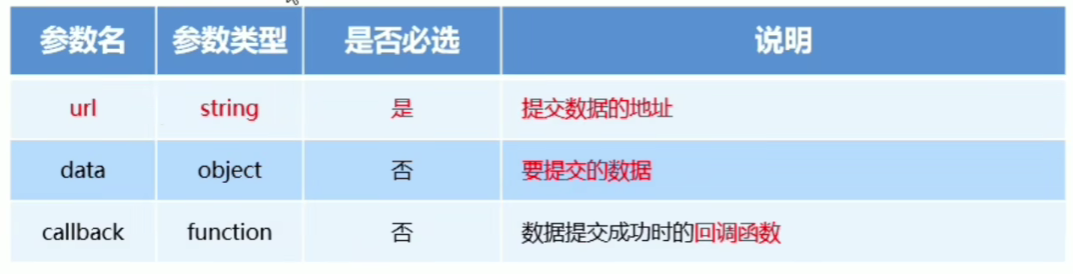 参数名 参数类型 是否必选 说明
url string 是 提交数据的地址
data object 否 要提交的数据
callback function 否 数据提交成功时的回调函数